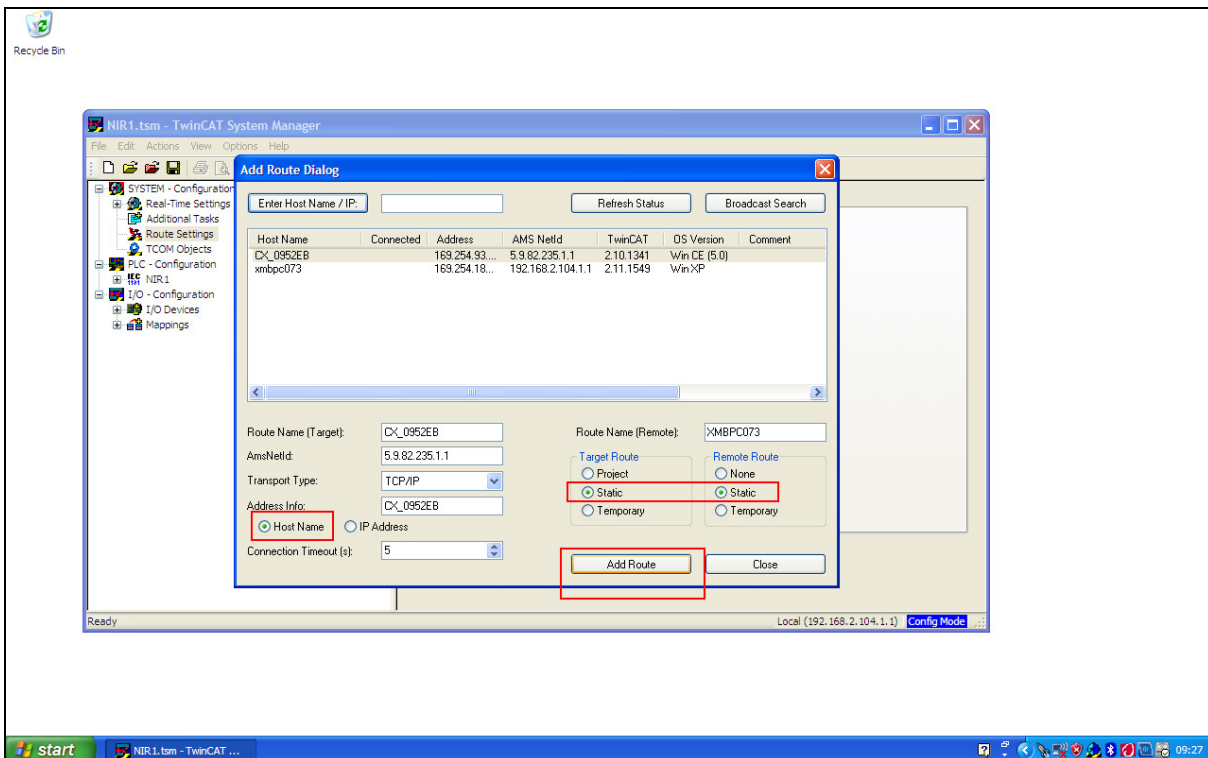 Recycle Bin
NIR1.tsm - TwinCAT System Manager
File Edit Actions View Options Help
Add Route Dialog
SYSTEM - Configuration
Real-Time Settings
Additional Tasks
Route Settings
TCOM Objects
PLC - Configuration
NIR1
I/O - Configuration
I/O Devices
Mappings
Enter Host Name / IP: Refresh Status Broadcast Search
Host Name Connected Address AMS NetId TwinCAT OS Version Comment
CX_0952EB 169.254.93.... 5.9.82.235.1.1 2.10.1341 Win CE (5.0)
xmbpc073 169.254.18... 192.168.2.104.1.1 2.11.1549 Win XP
Route Name (Target): CX_0952EB Route Name (Remote): XMBPC073
AmsNetId: 5.9.82.235.1.1 Target Route Remote Route
Project None
Transport Type: TCP/IP Static Static
Address Info: CX_0952EB Temporary Temporary
Host Name IP Address
Connection Timeout (s): 5 Add Route Close
Ready Local (192.168.2.104.1.1) Config Mode
start NIR1.tsm - TwinCAT ... 09:27